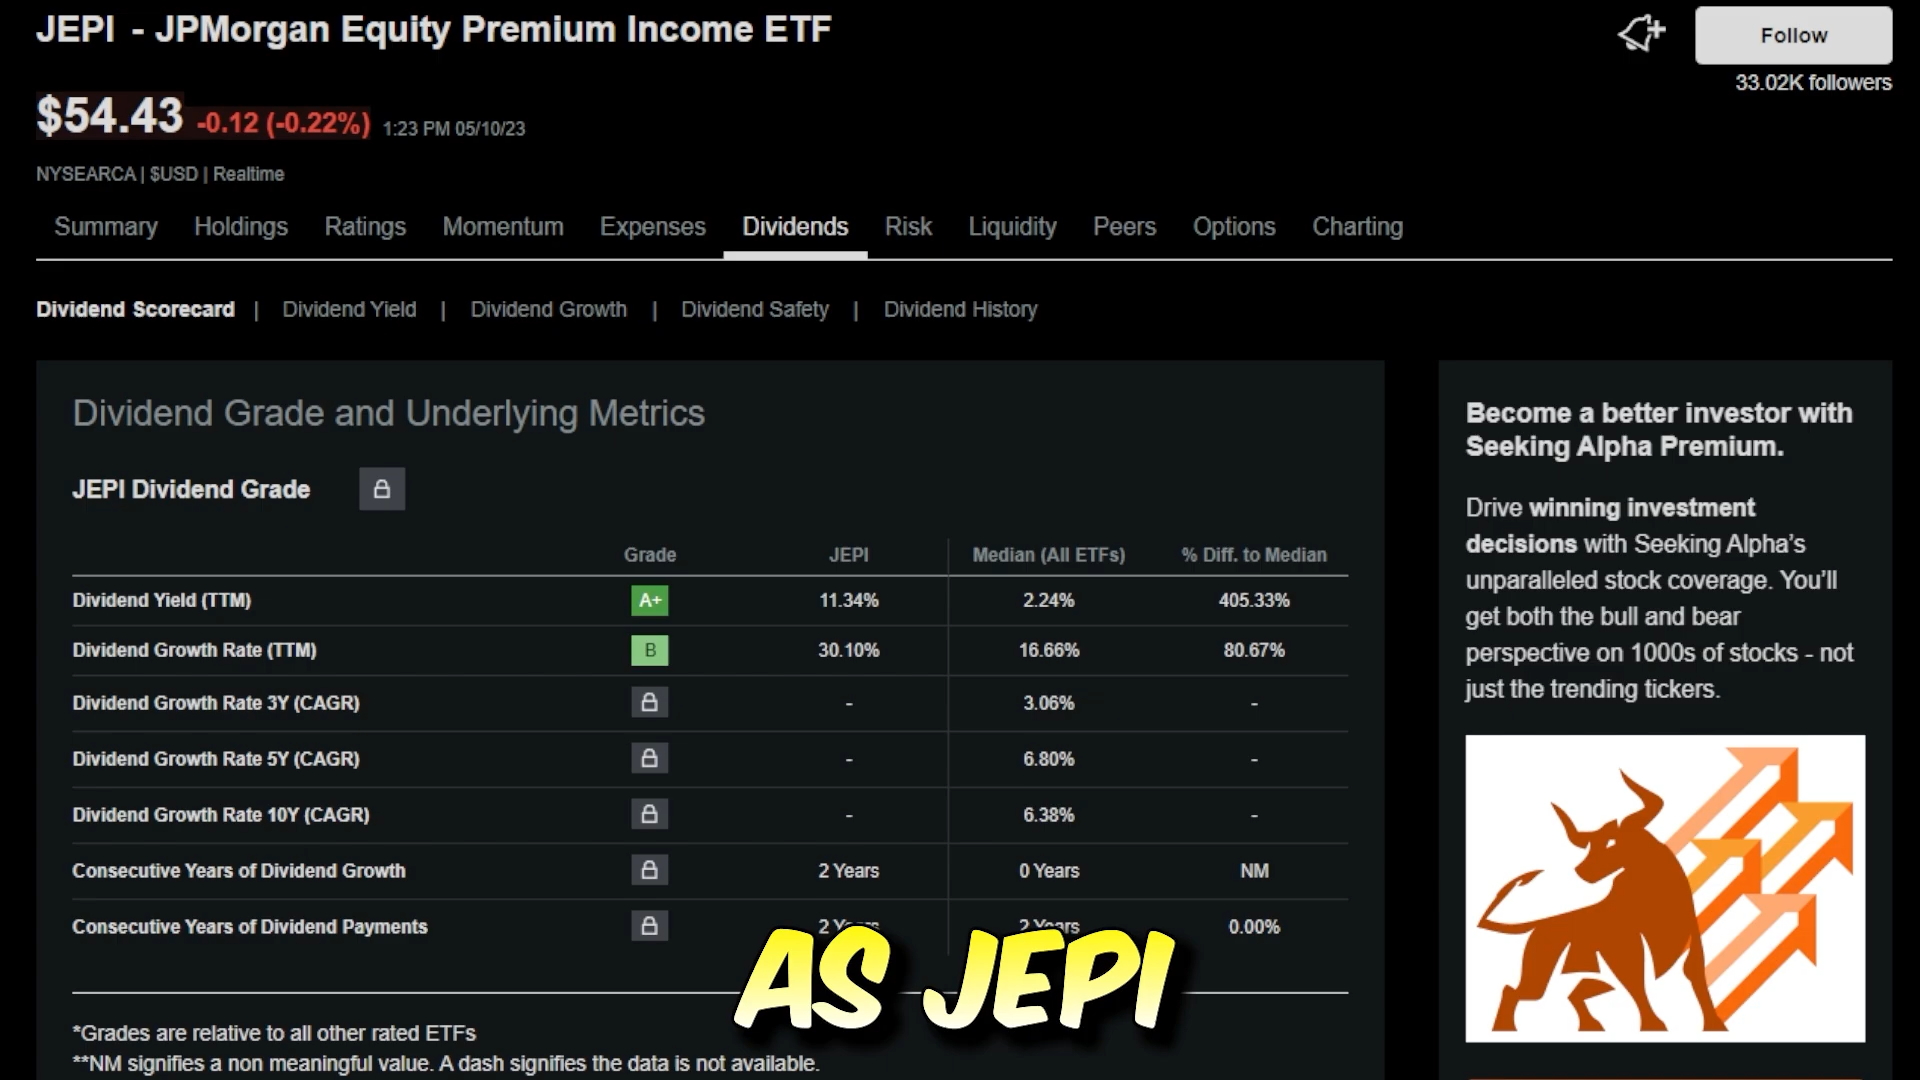 JEPI - JPMorgan Equity Premium Income ETF
Follow
33.02K followers
$54.43 -0.12 (-0.22%) 1:23 PM 05/10/23
NYSEARCA | $USD | Realtime
Summary Holdings Ratings Momentum Expenses Dividends Risk Liquidity Peers Options Charting
Dividend Scorecard | Dividend Yield | Dividend Growth | Dividend Safety | Dividend History
Dividend Grade and Underlying Metrics
JEPI Dividend Grade
Grade JEPI Median (All ETFs) % Diff. to Median
Dividend Yield (TTM) A+ 11.34% 2.24% 405.33%
Dividend Growth Rate (TTM) B 30.10% 16.66% 80.67%
Dividend Growth Rate 3Y (CAGR) - 3.06% -
Dividend Growth Rate 5Y (CAGR) - 6.80% -
Dividend Growth Rate 10Y (CAGR) - 6.38% -
Consecutive Years of Dividend Growth 2 Years 0 Years NM
Consecutive Years of Dividend Payments 2 Years 2 Years 0.00%
AS JEPI
*Grades are relative to all other rated ETFs
**NM signifies a non meaningful value. A dash signifies the data is not available.
Become a better investor with
Seeking Alpha Premium.
Drive winning investment
decisions with Seeking Alpha's
unparalleled stock coverage. You'll
get both the bull and bear
perspective on 1000s of stocks - not
just the trending tickers.